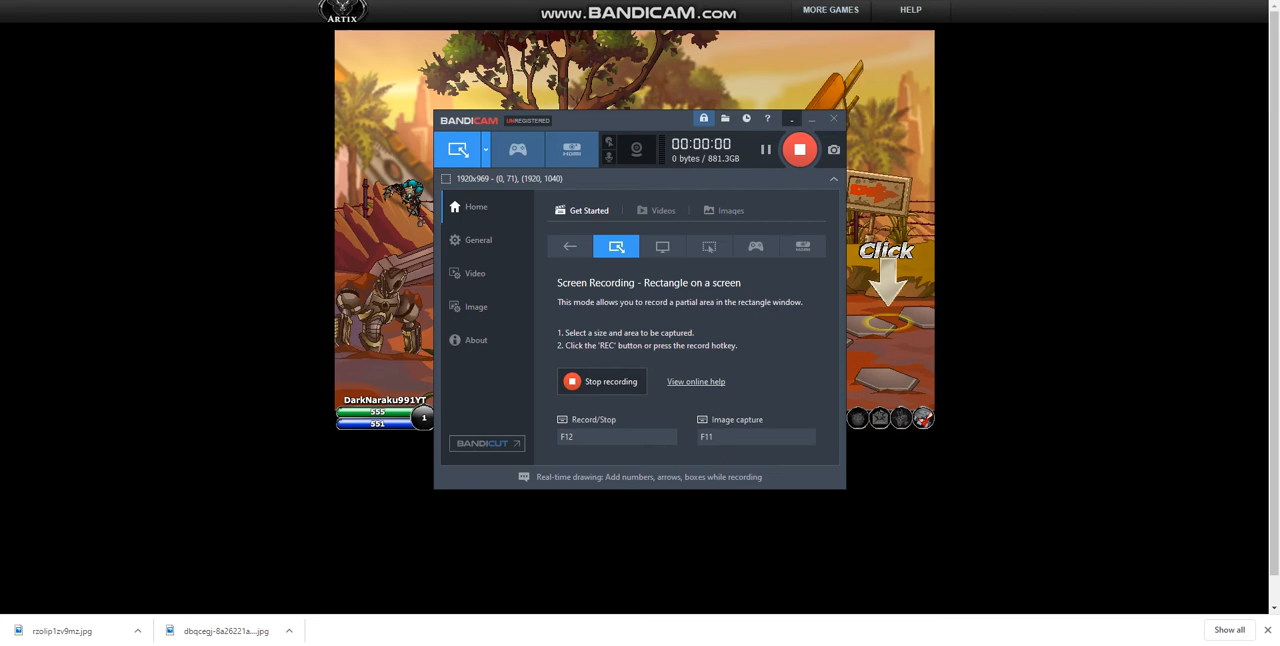 ARTIX
WWW.BANDICAM.COM
MORE GAMES
HELP
BANDICAM
UNREGISTERED
00:00:00
0 bytes / 881.3GB
1920x969 - (0, 71), (1920, 1040)
Home
General
Video
Image
About
BANDICUT
Get Started
Videos
Images
HDMI
Screen Recording - Rectangle on a screen
This mode allows you to record a partial area in the rectangle window.
1. Select a size and area to be captured.
2. Click the 'REC' button or press the record hotkey.
Stop recording
View online help
Record/Stop
Image capture
F12
F11
Real-time drawing: Add numbers, arrows, boxes while recording
Click
DarkNaraku991YT
555
551
1
rzolip1zv9mz.jpg
dbqcegj-8a26221a....jpg
Show all